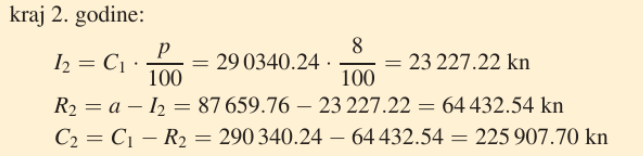 kraj 2. godine:
I₂ = C₁ · p/100 = 29 0340.24 · 8/100 = 23 227.22 kn
R₂ = a − I₂ = 87 659.76 − 23 227.22 = 64 432.54 kn
C₂ = C₁ − R₂ = 290 340.24 − 64 432.54 = 225 907.70 kn